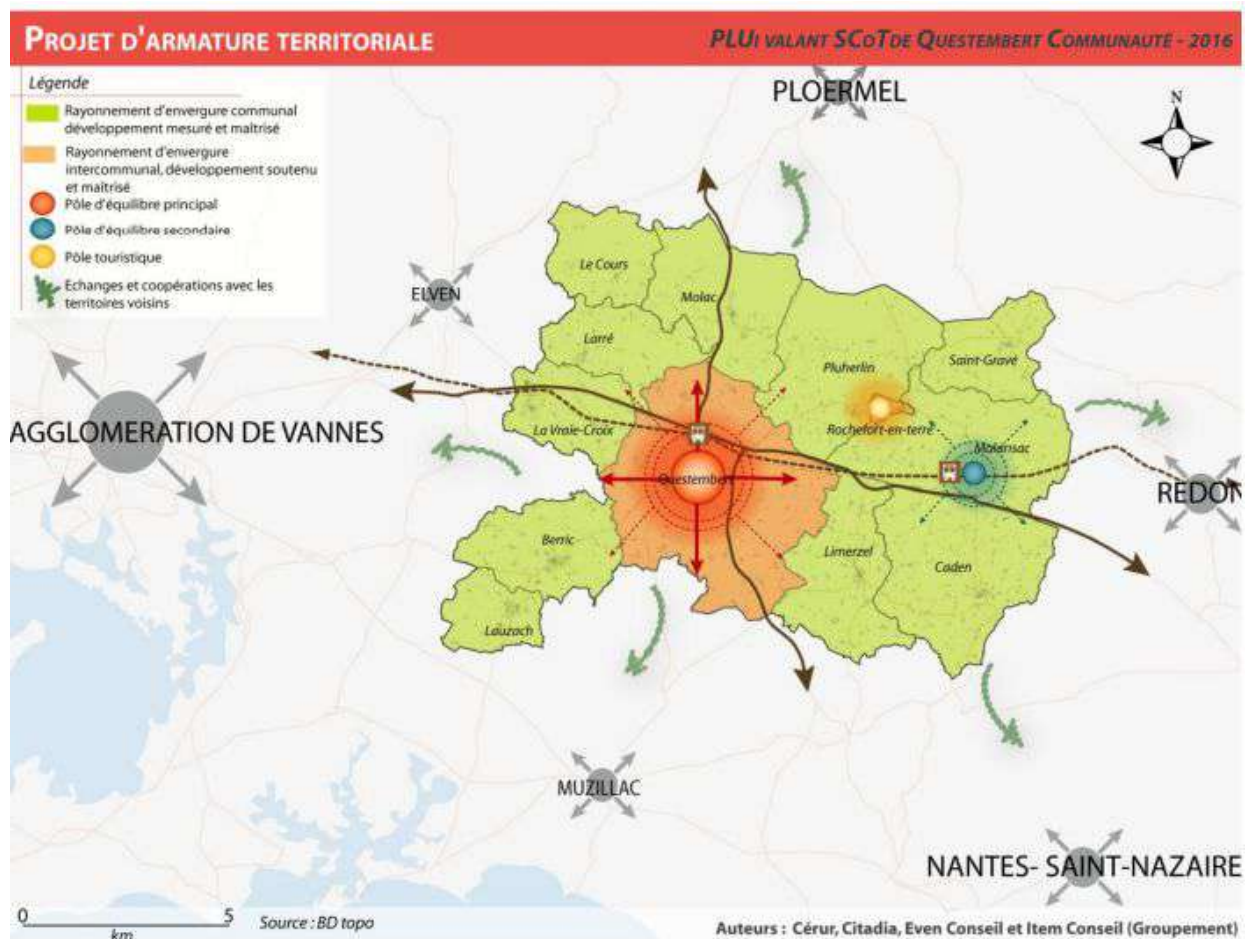 PROJET D'ARMATURE TERRITORIALE
PLUI VALANT SCOT DE QUESTEMBERT COMMUNAUTÉ - 2016
Légende
Rayonnement d'envergure communal
développement mesuré et maîtrisé
Rayonnement d'envergure
intercommunal, développement soutenu
et maîtrisé
Pôle d'équilibre principal
Pôle d'équilibre secondaire
Pôle touristique
Echanges et coopérations avec les
territoires voisins
PLOERMEL
N
ELVEN
Le Cours
Molac
Larré
Pluherlin
Saint-Gravé
AGGLOMERATION DE VANNES
La Vraie-Croix
Rochefort-en-terre
Malansac
Questembert
REDON
Berric
Limerzel
Caden
Lauzach
MUZILLAC
NANTES- SAINT-NAZAIRE
0 5
km
Source : BD topo
Auteurs : Cérur, Citadia, Even Conseil et Item Conseil (Groupement)